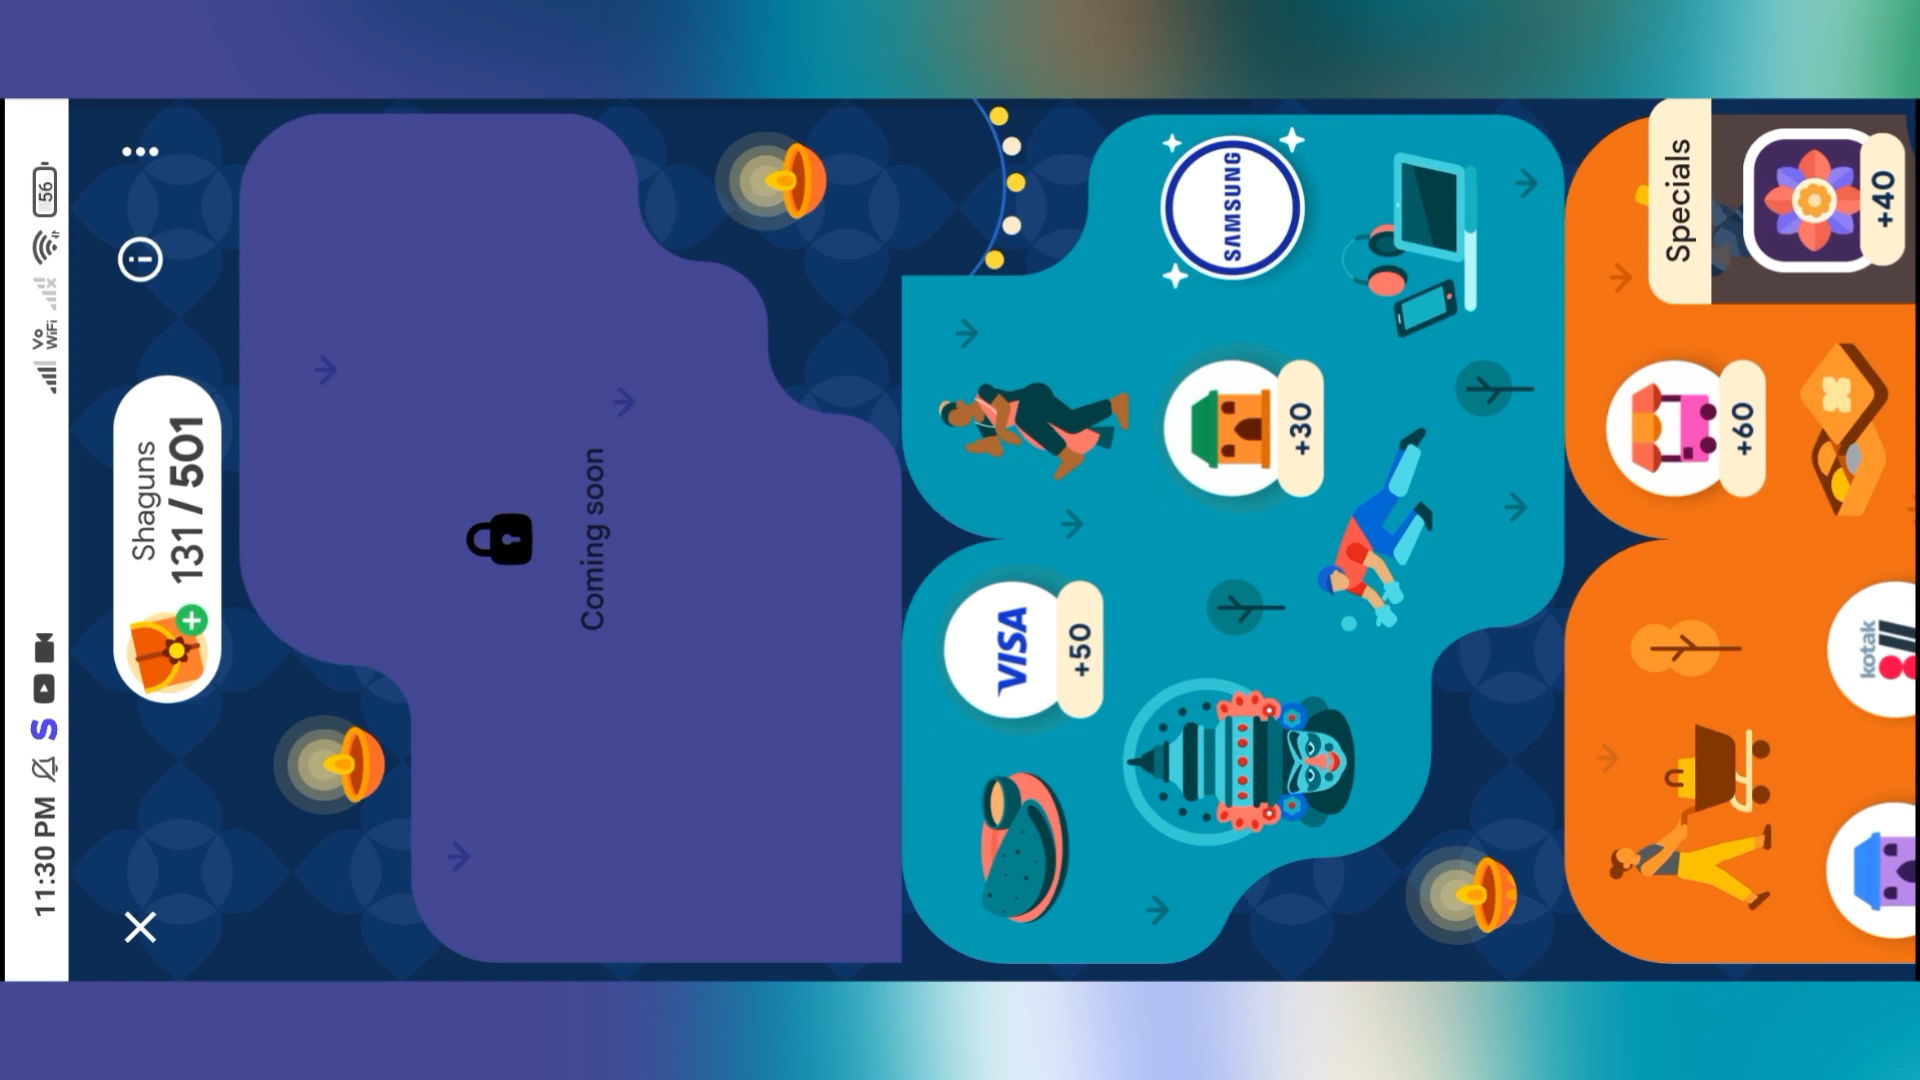 11:30 PM
S
Vo
WiFi
56
Shaguns
131 / 501
Coming soon
SAMSUNG
+30
VISA
+50
Specials
+40
+60
kotak